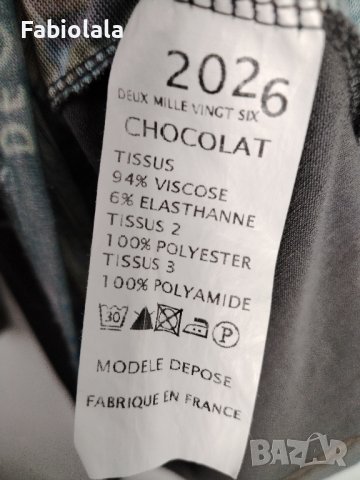 Fabiolala
2026
DEUX MILLE VINGT SIX
CHOCOLAT
TISSUS
94% VISCOSE
6% ELASTHANNE
TISSUS 2
100% POLYESTER
TISSUS 3
100% POLYAMIDE
30
P
MODELE DEPOSE
FABRIQUE EN FRANCE
BAZAR